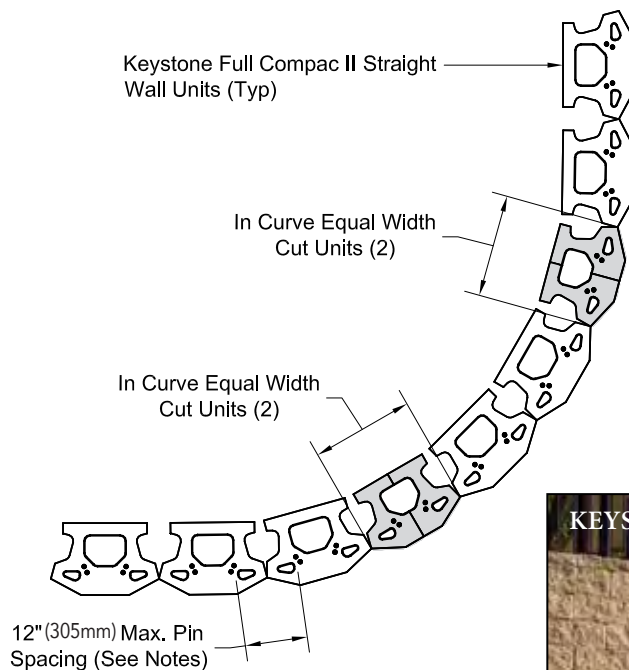 Keystone Full Compac II Straight
Wall Units (Typ)
In Curve Equal Width
Cut Units (2)
In Curve Equal Width
Cut Units (2)
KEYS
12"(305mm) Max. Pin
Spacing (See Notes)